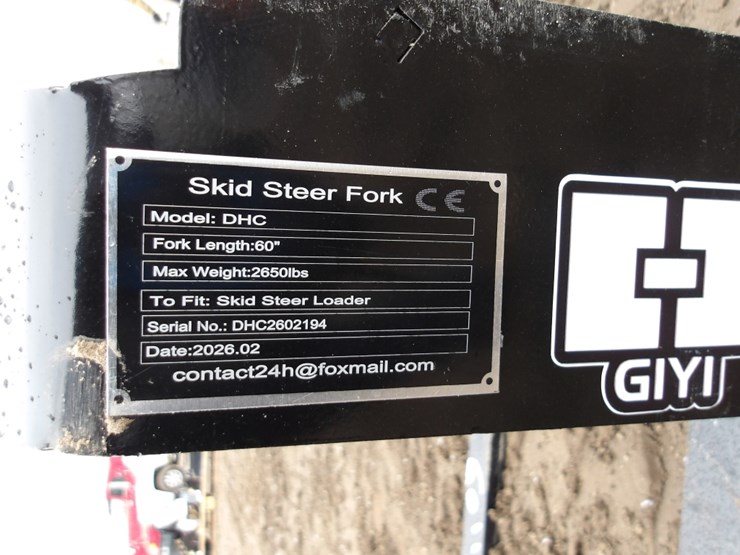 Skid Steer Fork CE
Model: DHC
Fork Length:60"
Max Weight:2650lbs
To Fit: Skid Steer Loader
Serial No.: DHC2602194
Date:2026.02
contact24h@foxmail.com
GIYI